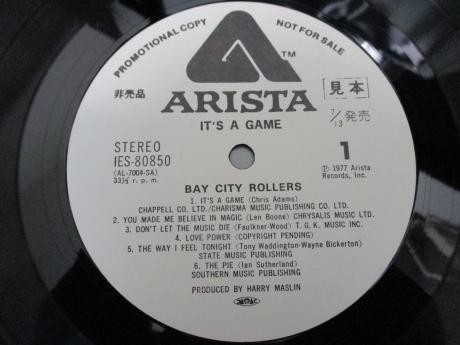 PROMOTIONAL COPY
NOT FOR SALE
TM
非売品
ARISTA
見本
IT'S A GAME
7/13 発売
STEREO
IES-80850
(AL-7004-SA)
33⅓ r. p. m.
1
Ⓟ 1977 Arista
Records, Inc.
BAY CITY ROLLERS
1. IT'S A GAME (Chris Adams)
CHAPPELL CO. LTD./CHARISMA MUSIC PUBLISHING CO. LTD.
2. YOU MADE ME BELIEVE IN MAGIC (Len Boone) CHRYSALIS MUSIC LTD.
3. DON'T LET THE MUSIC DIE (Faulkner-Wood) T. G. K. MUSIC INC.
4. LOVE POWER (COPYRIGHT PENDING)
5. THE WAY I FEEL TONIGHT (Tony Waddington-Wayne Bickerton)
STATE MUSIC PUBLISHING
6. THE PIE (Ian Sutherland)
SOUTHERN MUSIC PUBLISHING
PRODUCED BY HARRY MASLIN